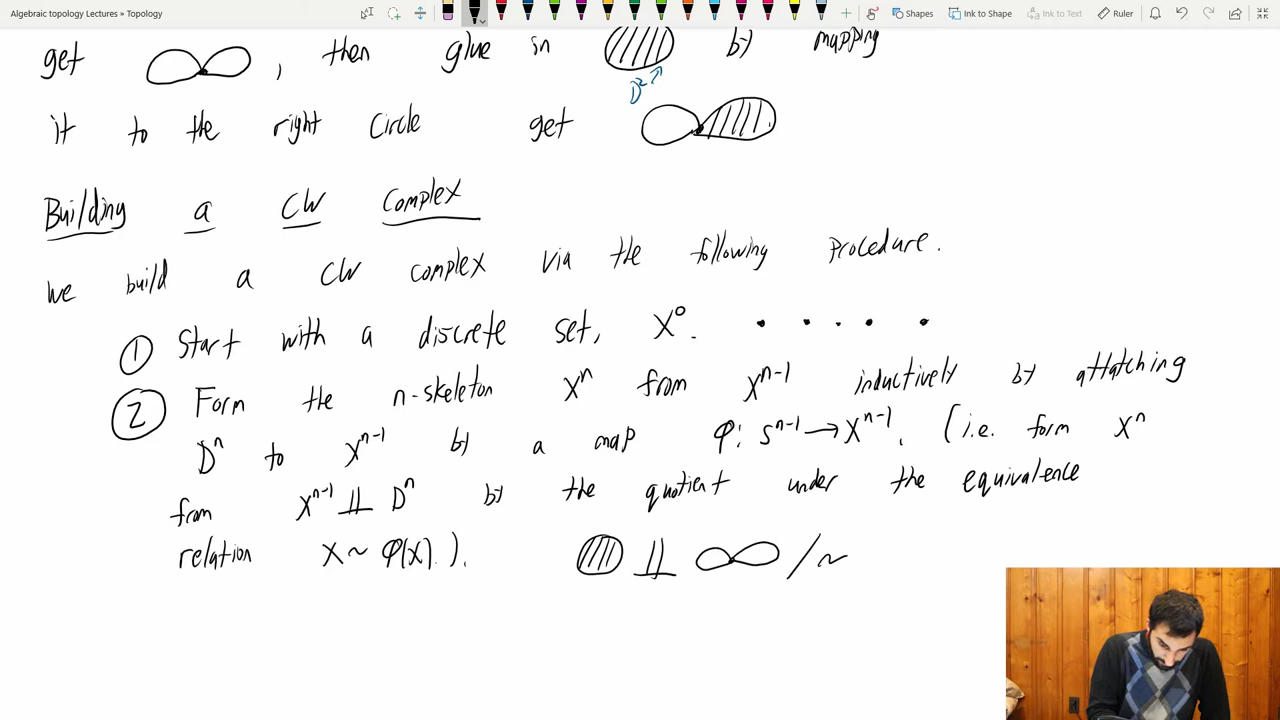 Algebraic topology Lectures » Topology
Shapes Ink to Shape Ink to Text Ruler
get , then glue in by mapping
D²
it to the right Circle get
Building a CW Complex
we build a CW complex via the following Procedure.
① Start with a discrete set, X⁰.
② Form the n-skeleton Xⁿ from Xⁿ⁻¹ inductively by attatching
Dⁿ to Xⁿ⁻¹ by a map φ: Sⁿ⁻¹ → Xⁿ⁻¹. (i.e. form Xⁿ
from Xⁿ⁻¹ ⨿ Dⁿ by the quotient under the equivalence
relation X ~ φ(X).). ⨿ /~